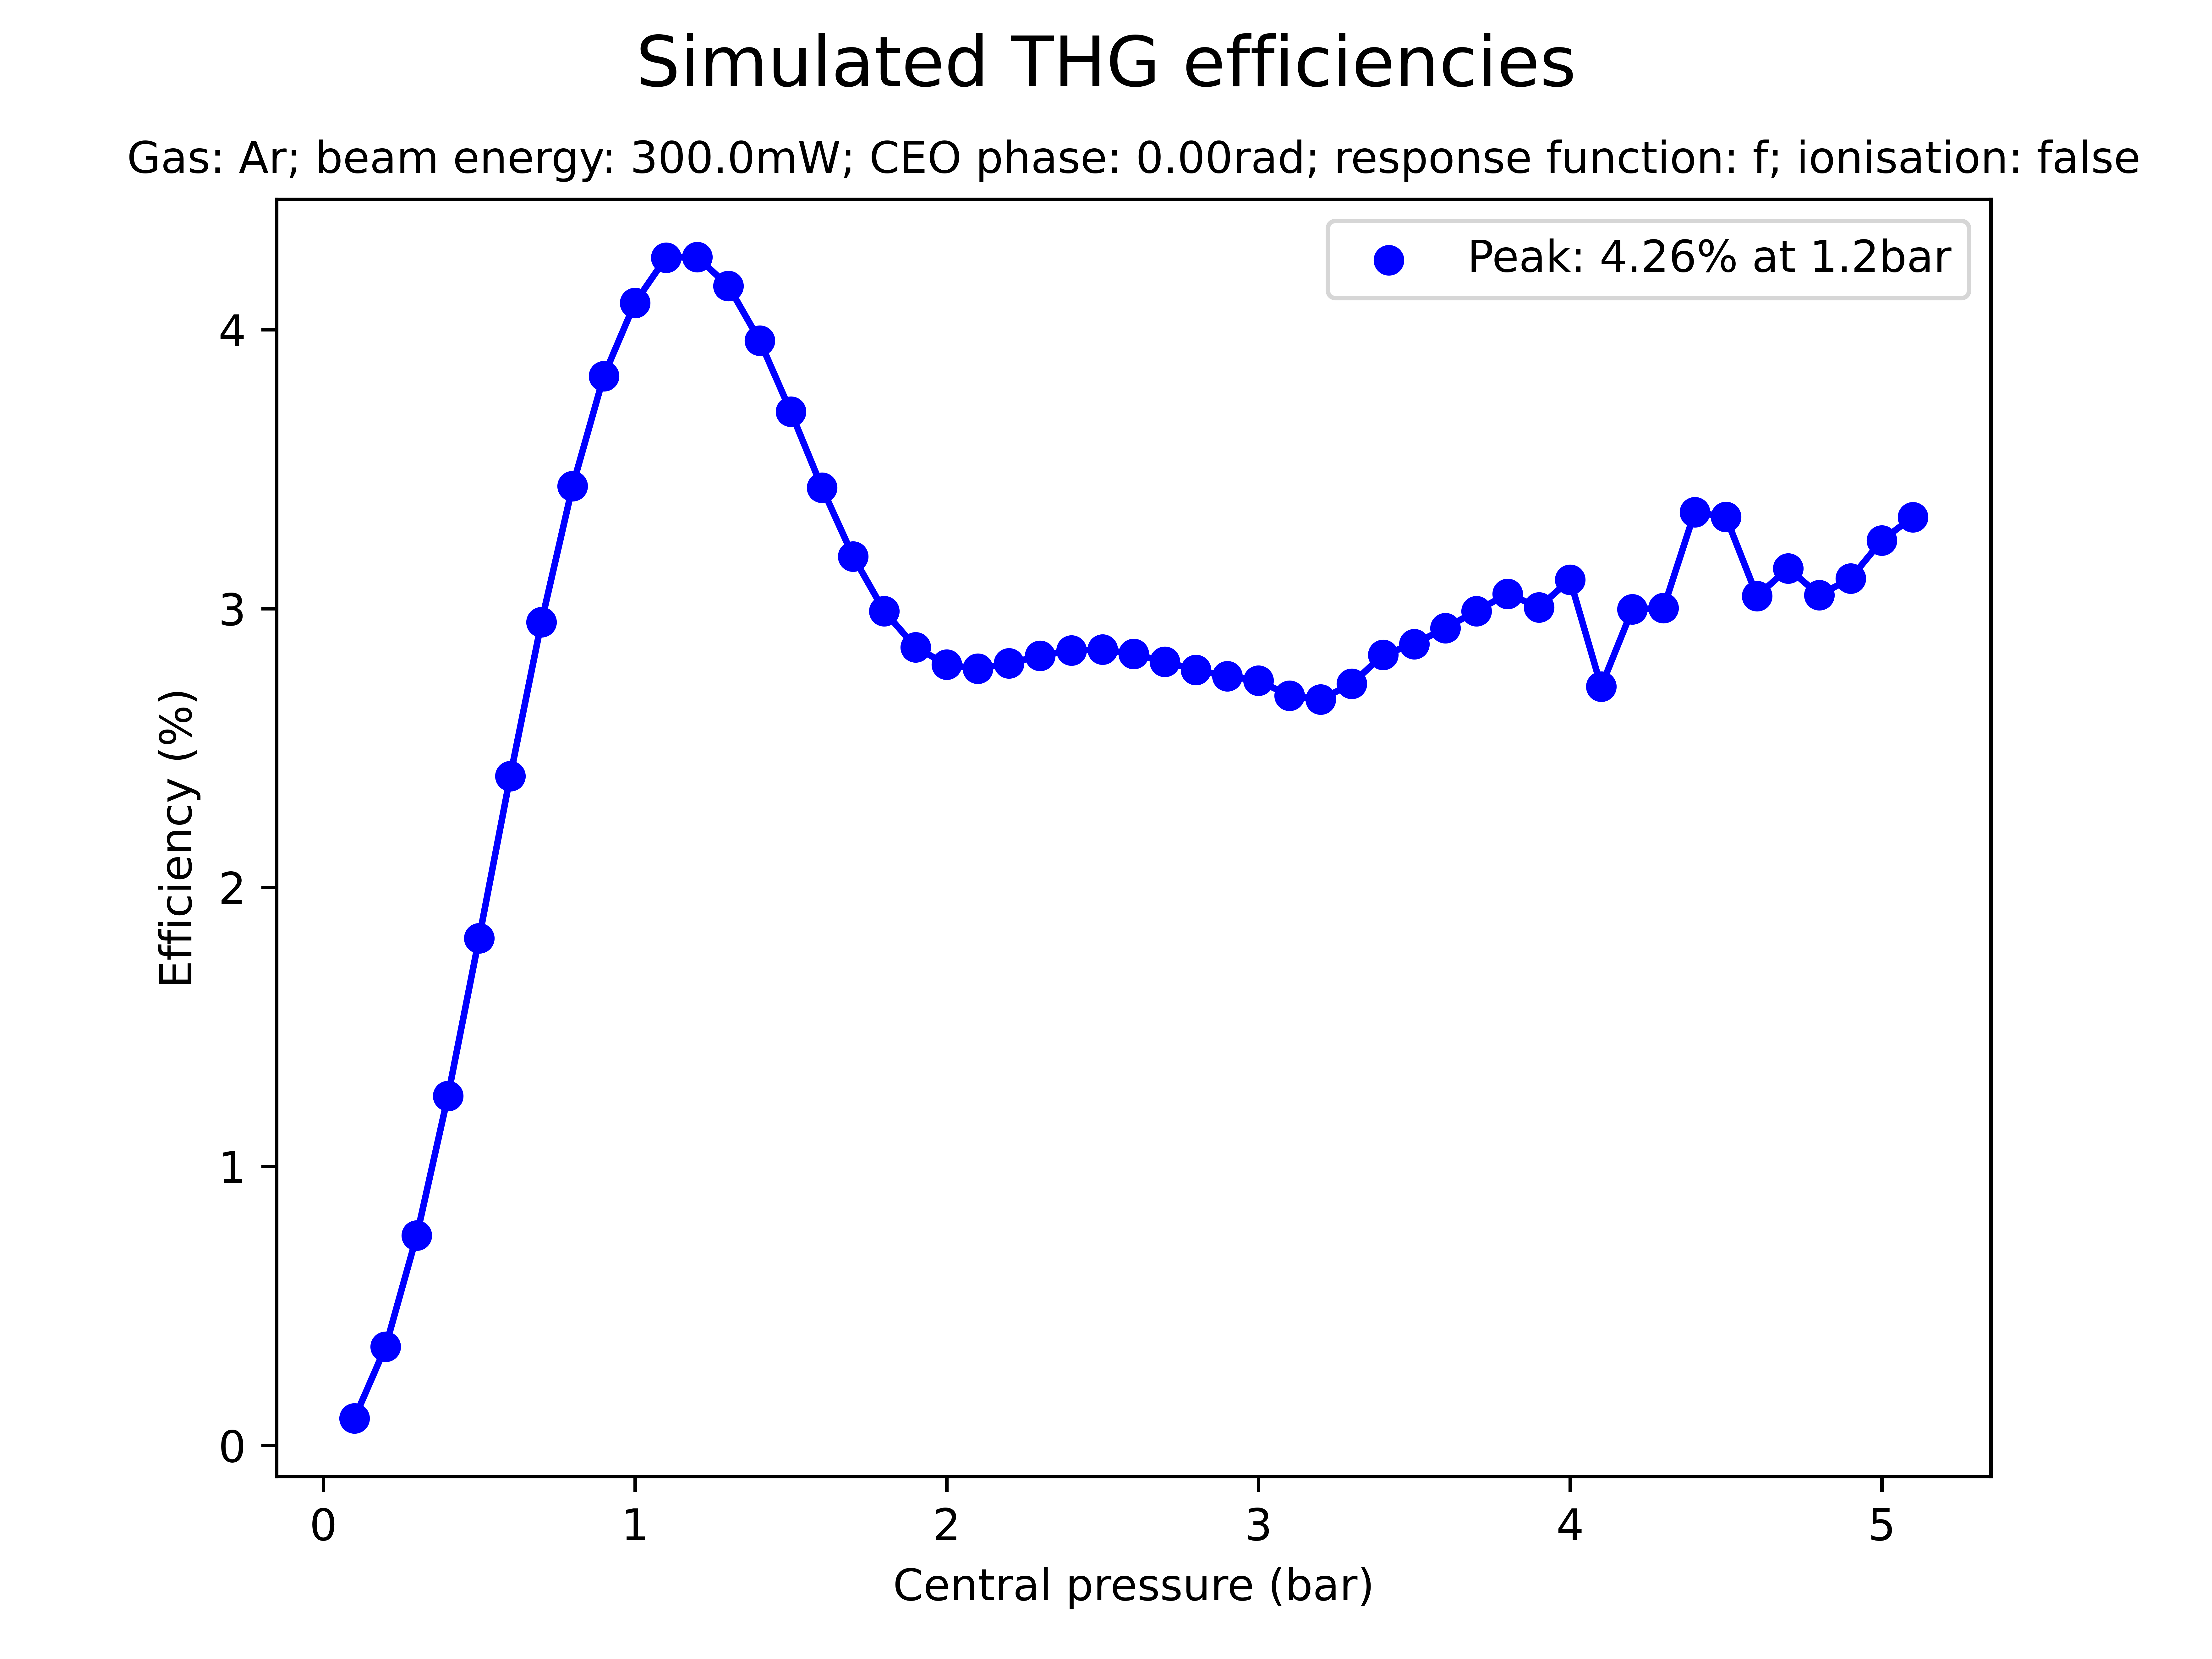 Simulated THG efficiencies
Gas: Ar; beam energy: 300.0mW; CEO phase: 0.00rad; response function: f; ionisation: false
Peak: 4.26% at 1.2bar
4
3
2
1
0
Efficiency (%)
0 1 2 3 4 5
Central pressure (bar)